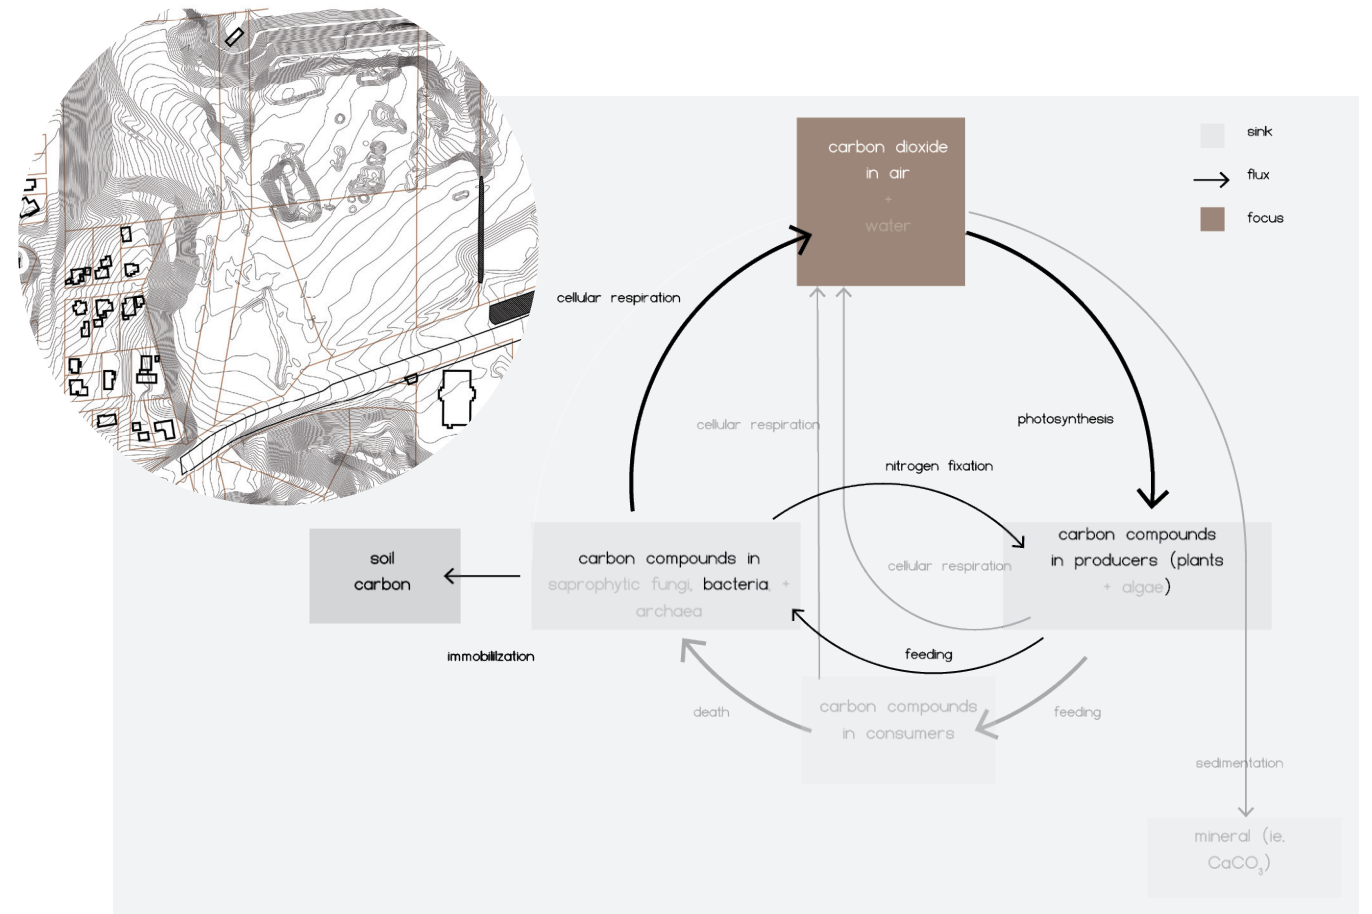 sink
flux
focus
carbon dioxide
in air
+
water
cellular respiration
photosynthesis
cellular respiration
nitrogen fixation
soil
carbon
carbon compounds in
saprophytic fungi, bacteria, +
archaea
cellular respiration
carbon compounds
in producers (plants
+ algae)
immobililzation
feeding
death
carbon compounds
in consumers
feeding
sedimentation
mineral (ie.
CaCO₃)